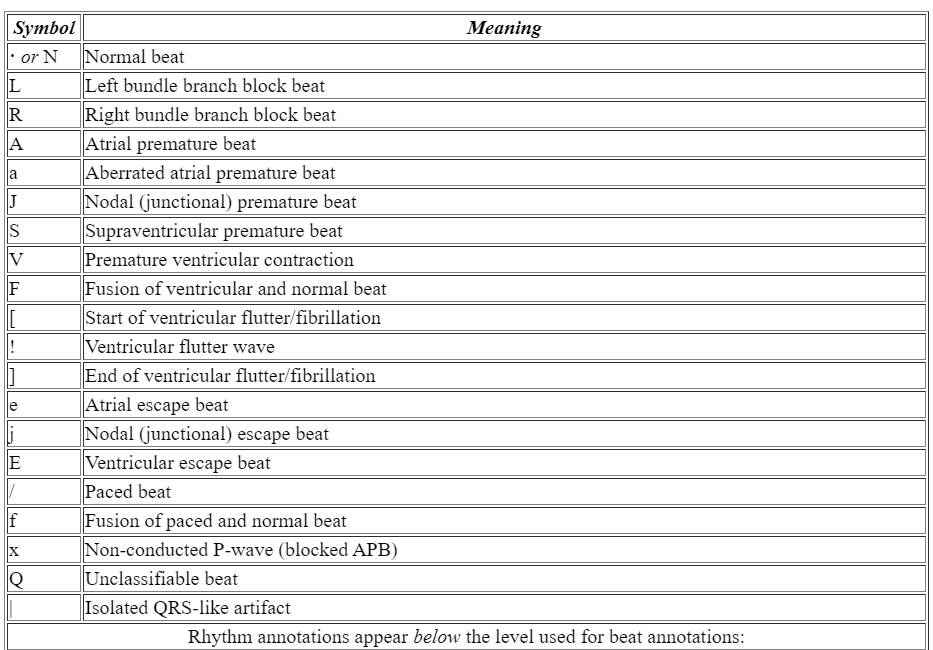 Symbol Meaning
· or N Normal beat
L Left bundle branch block beat
R Right bundle branch block beat
A Atrial premature beat
a Aberrated atrial premature beat
J Nodal (junctional) premature beat
S Supraventricular premature beat
V Premature ventricular contraction
F Fusion of ventricular and normal beat
[ Start of ventricular flutter/fibrillation
! Ventricular flutter wave
] End of ventricular flutter/fibrillation
e Atrial escape beat
j Nodal (junctional) escape beat
E Ventricular escape beat
/ Paced beat
f Fusion of paced and normal beat
x Non-conducted P-wave (blocked APB)
Q Unclassifiable beat
| Isolated QRS-like artifact
Rhythm annotations appear below the level used for beat annotations: